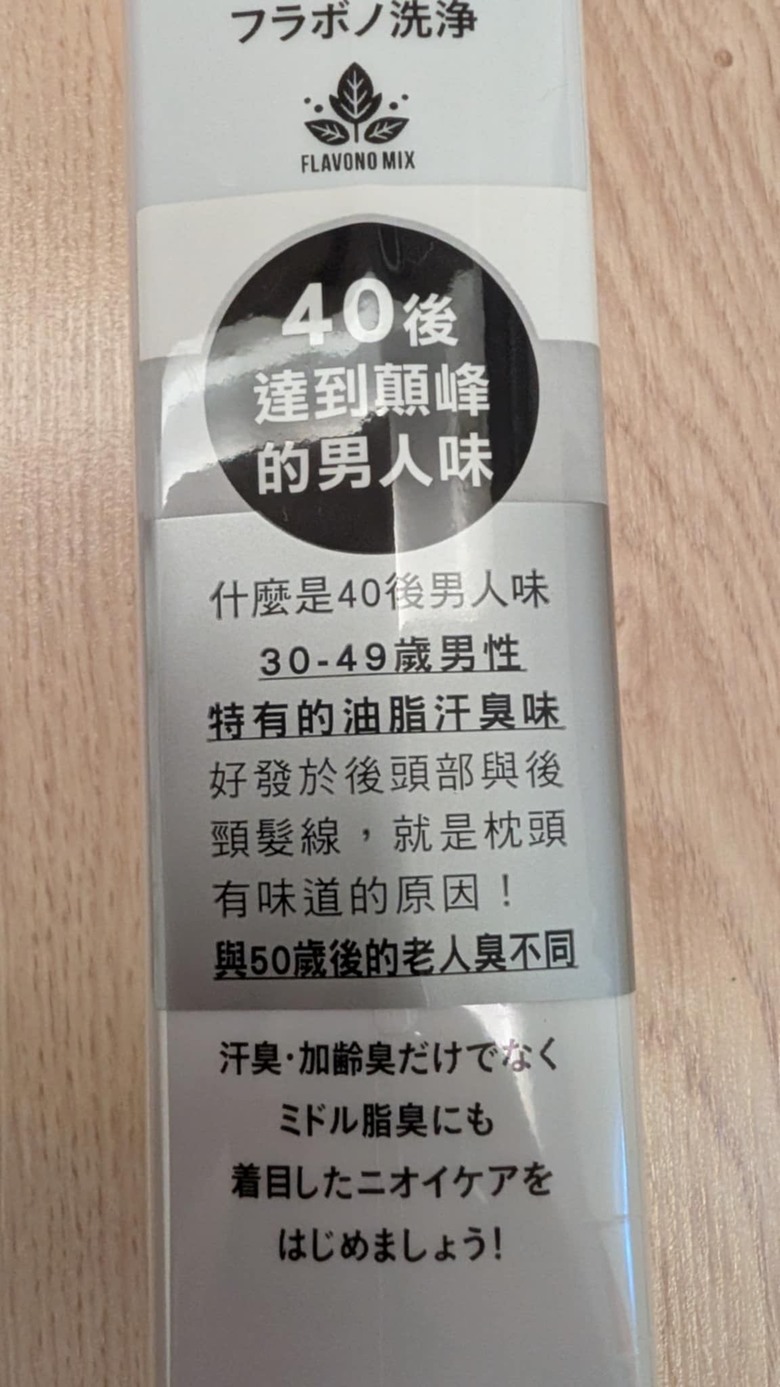 フラボノ洗浄
FLAVONO MIX
40後
達到顛峰
的男人味
什麼是40後男人味
30-49歲男性
特有的油脂汗臭味
好發於後頭部與後
頸髮線，就是枕頭
有味道的原因！
與50歲後的老人臭不同
汗臭・加齢臭だけでなく
ミドル脂臭にも
着目したニオイケアを
はじめましょう！